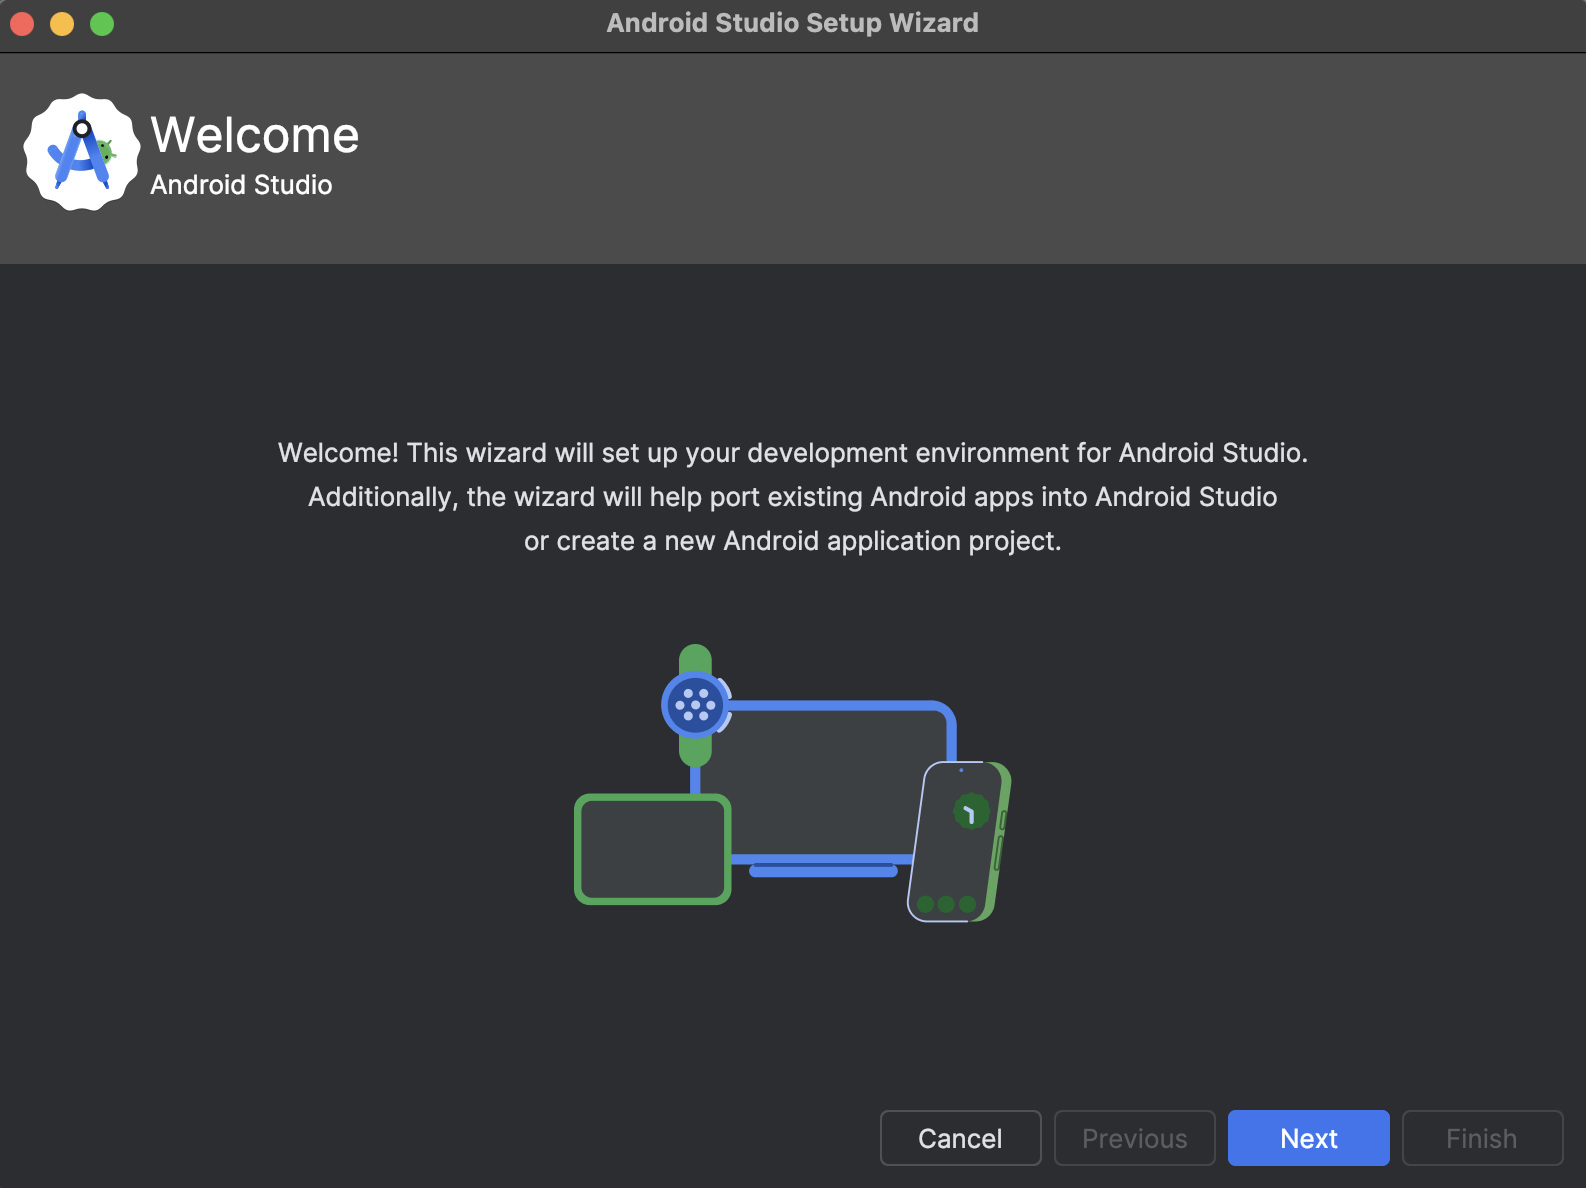 Android Studio Setup Wizard
Welcome
Android Studio
Welcome! This wizard will set up your development environment for Android Studio.
Additionally, the wizard will help port existing Android apps into Android Studio
or create a new Android application project.
Cancel Previous Next Finish